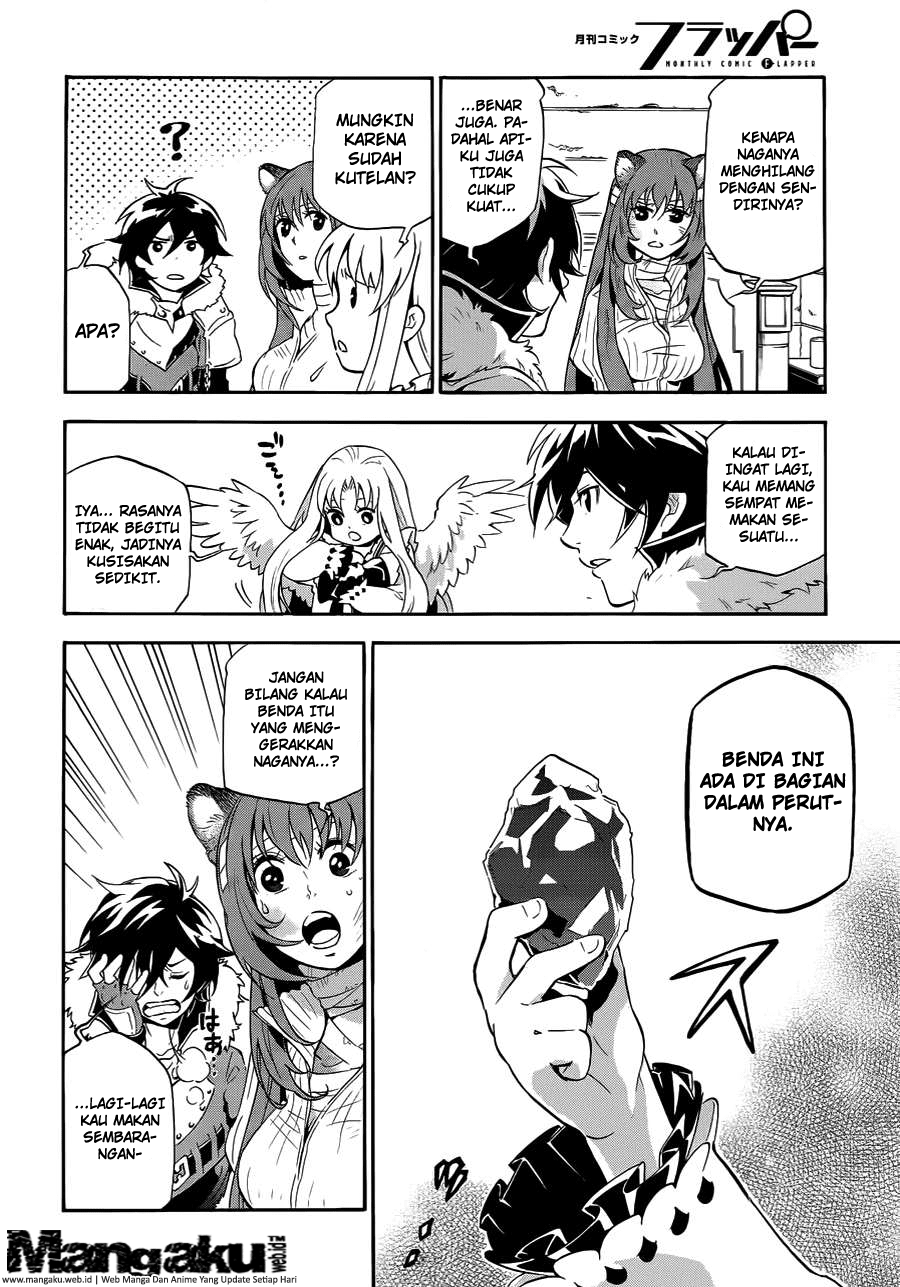 月刊コミック フラッパー
MONTHLY COMIC FLAPPER
KENAPA
NAGANYA
MENGHILANG
DENGAN SEN-
DIRINYA?
...BENAR
JUGA. PA-
DAHAL API-
KU JUGA
TIDAK
CUKUP
KUAT...
MUNGKIN
KARENA
SUDAH
KUTELAN?
?
APA?
KALAU DI-
INGAT LAGI,
KAU MEMANG
SEMPAT ME-
MAKAN SE-
SUATU...
IYA... RASANYA
TIDAK BEGITU
ENAK, JADINYA
KUSISAKAN
SEDIKIT.
BENDA INI
ADA DI BAGIAN
DALAM PERUT-
NYA.
JANGAN
BILANG KALAU
BENDA ITU
YANG MENG-
GERAKKAN
NAGANYA...?
はぁ…
...LAGI-LAGI
KAU MAKAN
SEMBARA-
NGAN-
Mangaku
www.mangaku.web.id | Web Manga Dan Anime Yang Update Setiap Hari